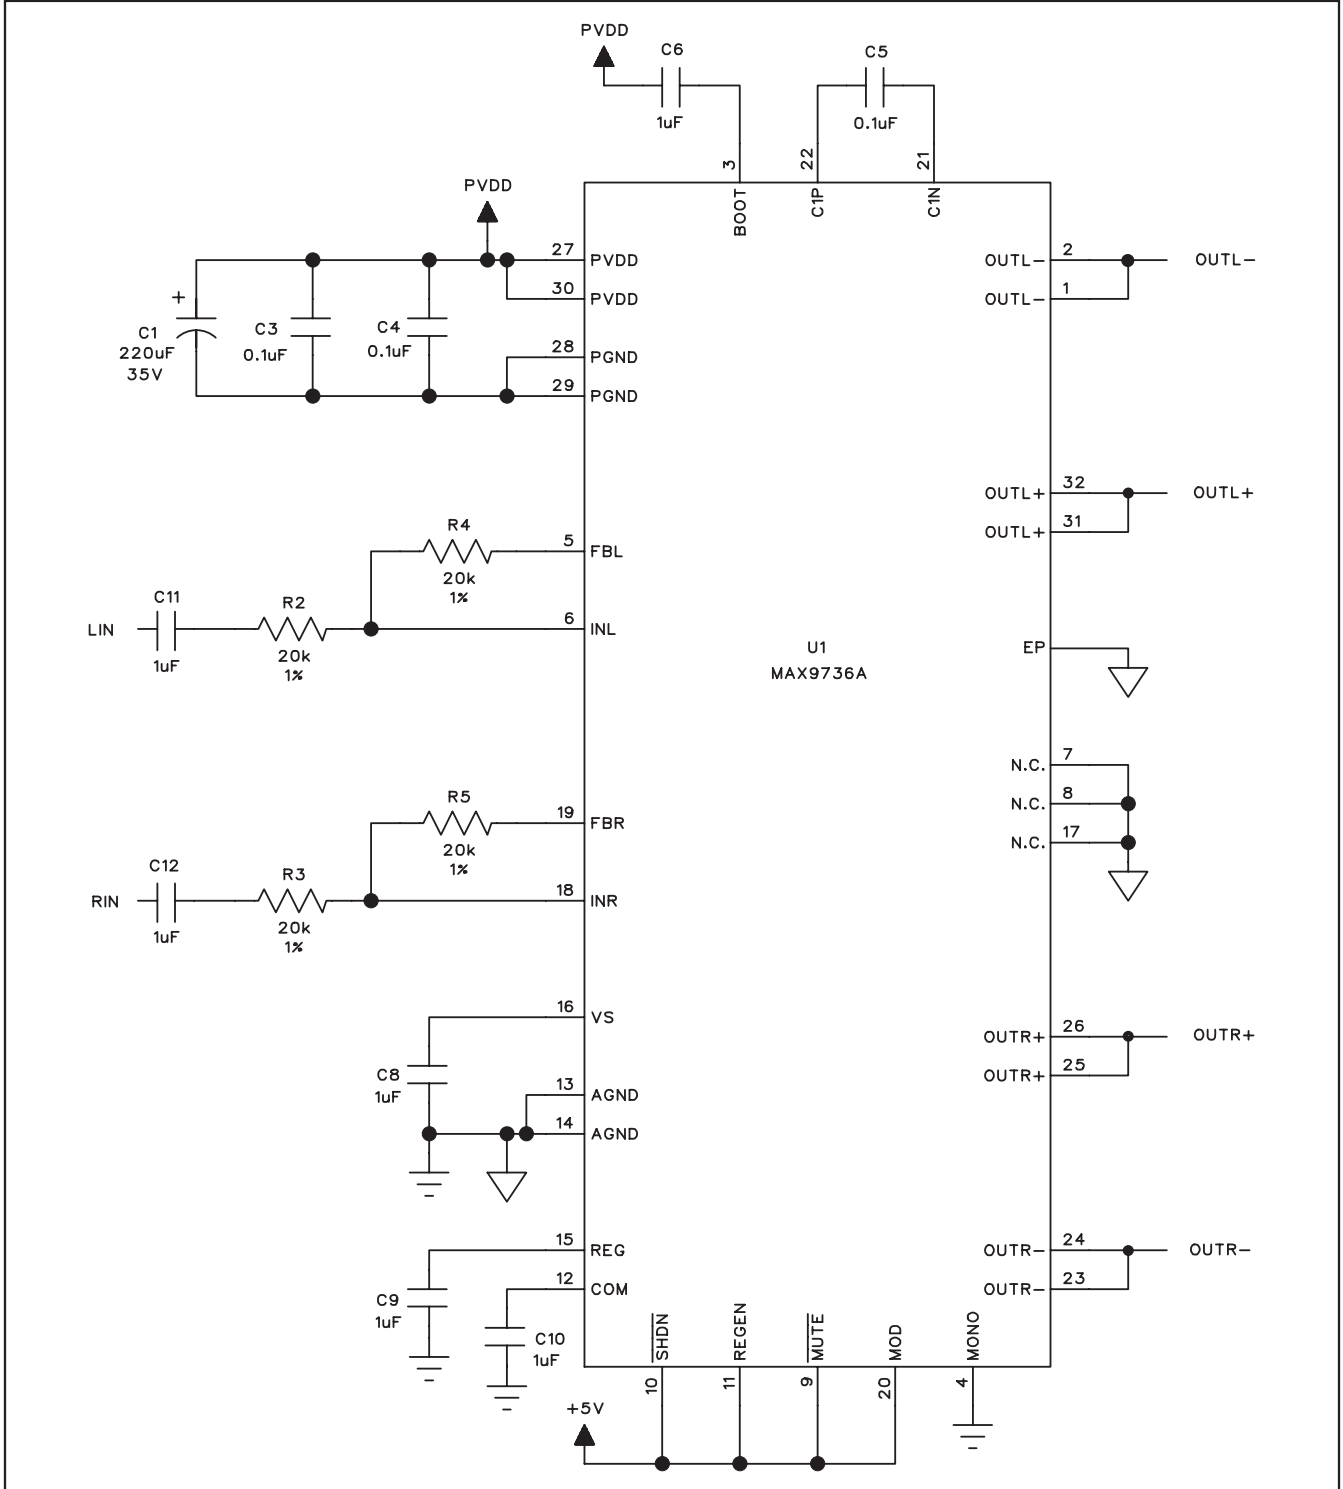 PVDD
C6
1uF
C5
0.1uF
3
22
21
BOOT
C1P
C1N
PVDD
27
PVDD
30
PVDD
28
PGND
29
PGND
+
C1
220uF
35V
C3
0.1uF
C4
0.1uF
OUTL-
2
OUTL-
OUTL-
1
OUTL+
32
OUTL+
OUTL+
31
R4
20k
1%
5
FBL
LIN
C11
1uF
R2
20k
1%
6
INL
U1
MAX9736A
EP
N.C.
7
N.C.
8
N.C.
17
R5
20k
1%
19
FBR
RIN
C12
1uF
R3
20k
1%
18
INR
16
VS
C8
1uF
13
AGND
14
AGND
OUTR+
26
OUTR+
OUTR+
25
15
REG
12
COM
C9
1uF
C10
1uF
OUTR-
24
OUTR-
OUTR-
23
SHDN
REGEN
MUTE
MOD
MONO
10
11
9
20
4
+5V